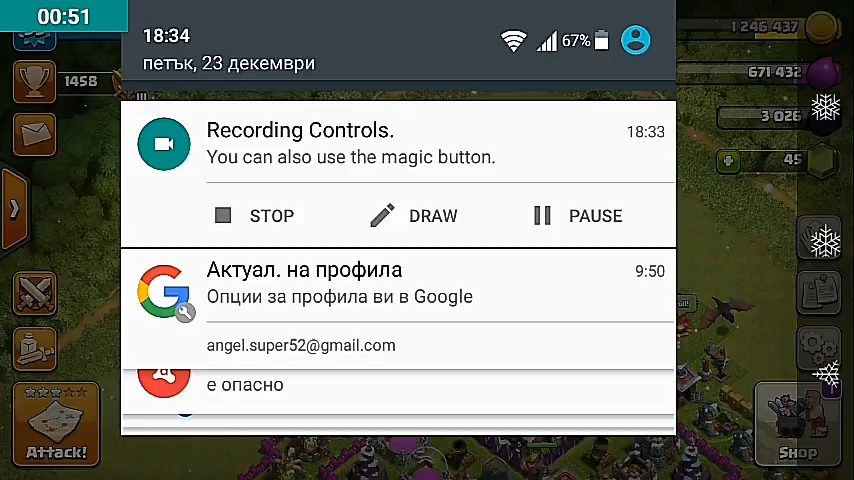 00:51
18:34
67%
петък, 23 декември
1 246 437
1458
671 432
Recording Controls.
18:33
You can also use the magic button.
3 026
45
STOP
DRAW
PAUSE
Актуал. на профила
9:50
Опции за профила ви в Google
angel.super52@gmail.com
е опасно
Attack!
Shop